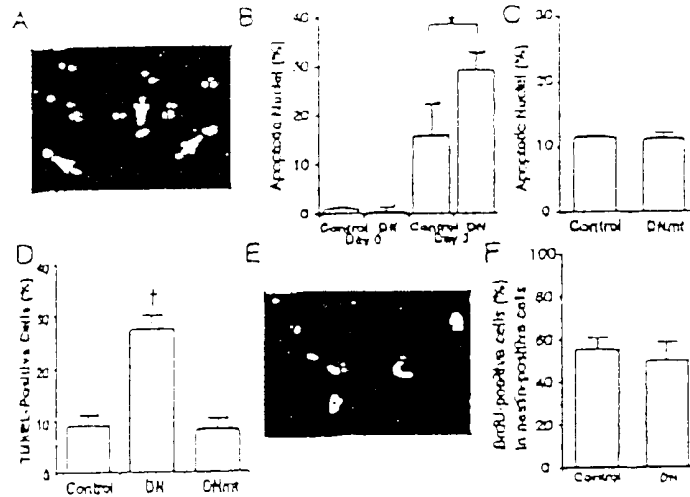 A
B
Apoptotic Nuclei (%)
40
30
20
10
0
Control DN Control DN
Day 0 Day 3
C
Apoptotic Nuclei (%)
30
20
10
0
Control DNmt
D
TUNEL-Positive Cells (%)
40
30
20
10
0
†
Control DN DNmt
E
F
BrdU-positive cells (%)
in nestin-positive cells
100
80
60
40
20
0
Control DN